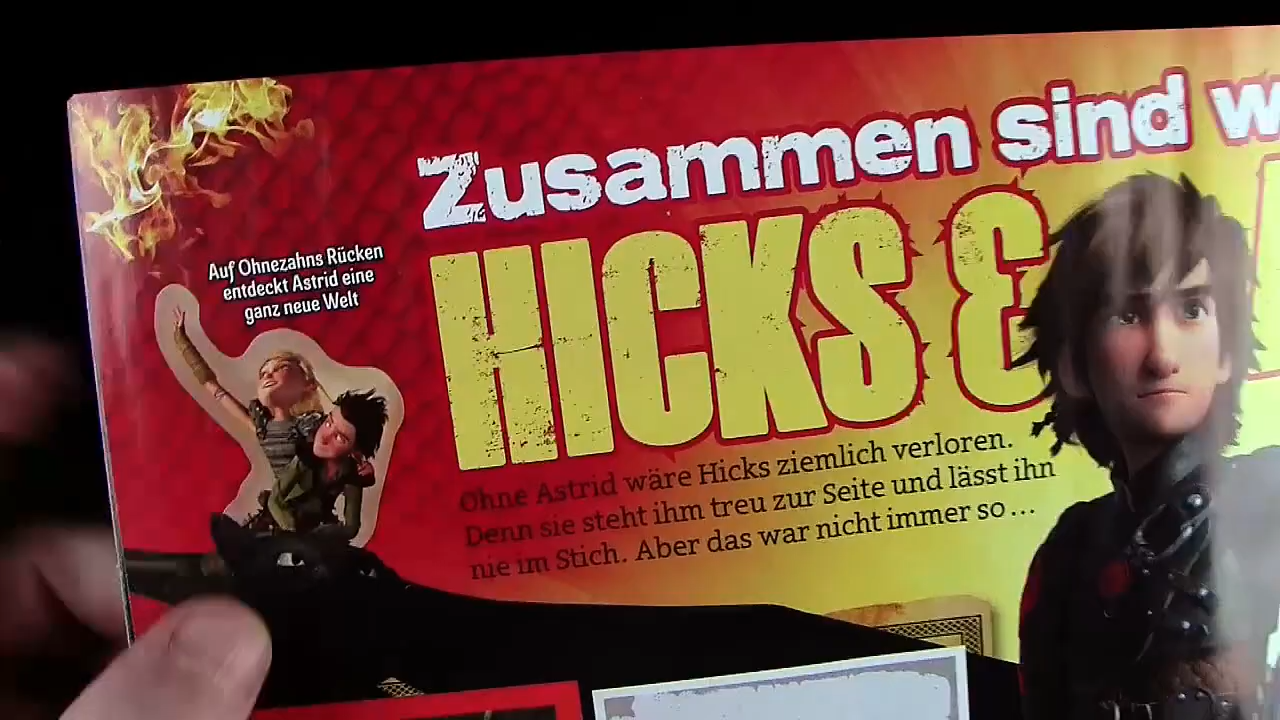 Zusammen sind w
HICKS &
Auf Ohnezahns Rücken
entdeckt Astrid eine
ganz neue Welt
Ohne Astrid wäre Hicks ziemlich verloren.
Denn sie steht ihm treu zur Seite und lässt ihn
nie im Stich. Aber das war nicht immer so ...